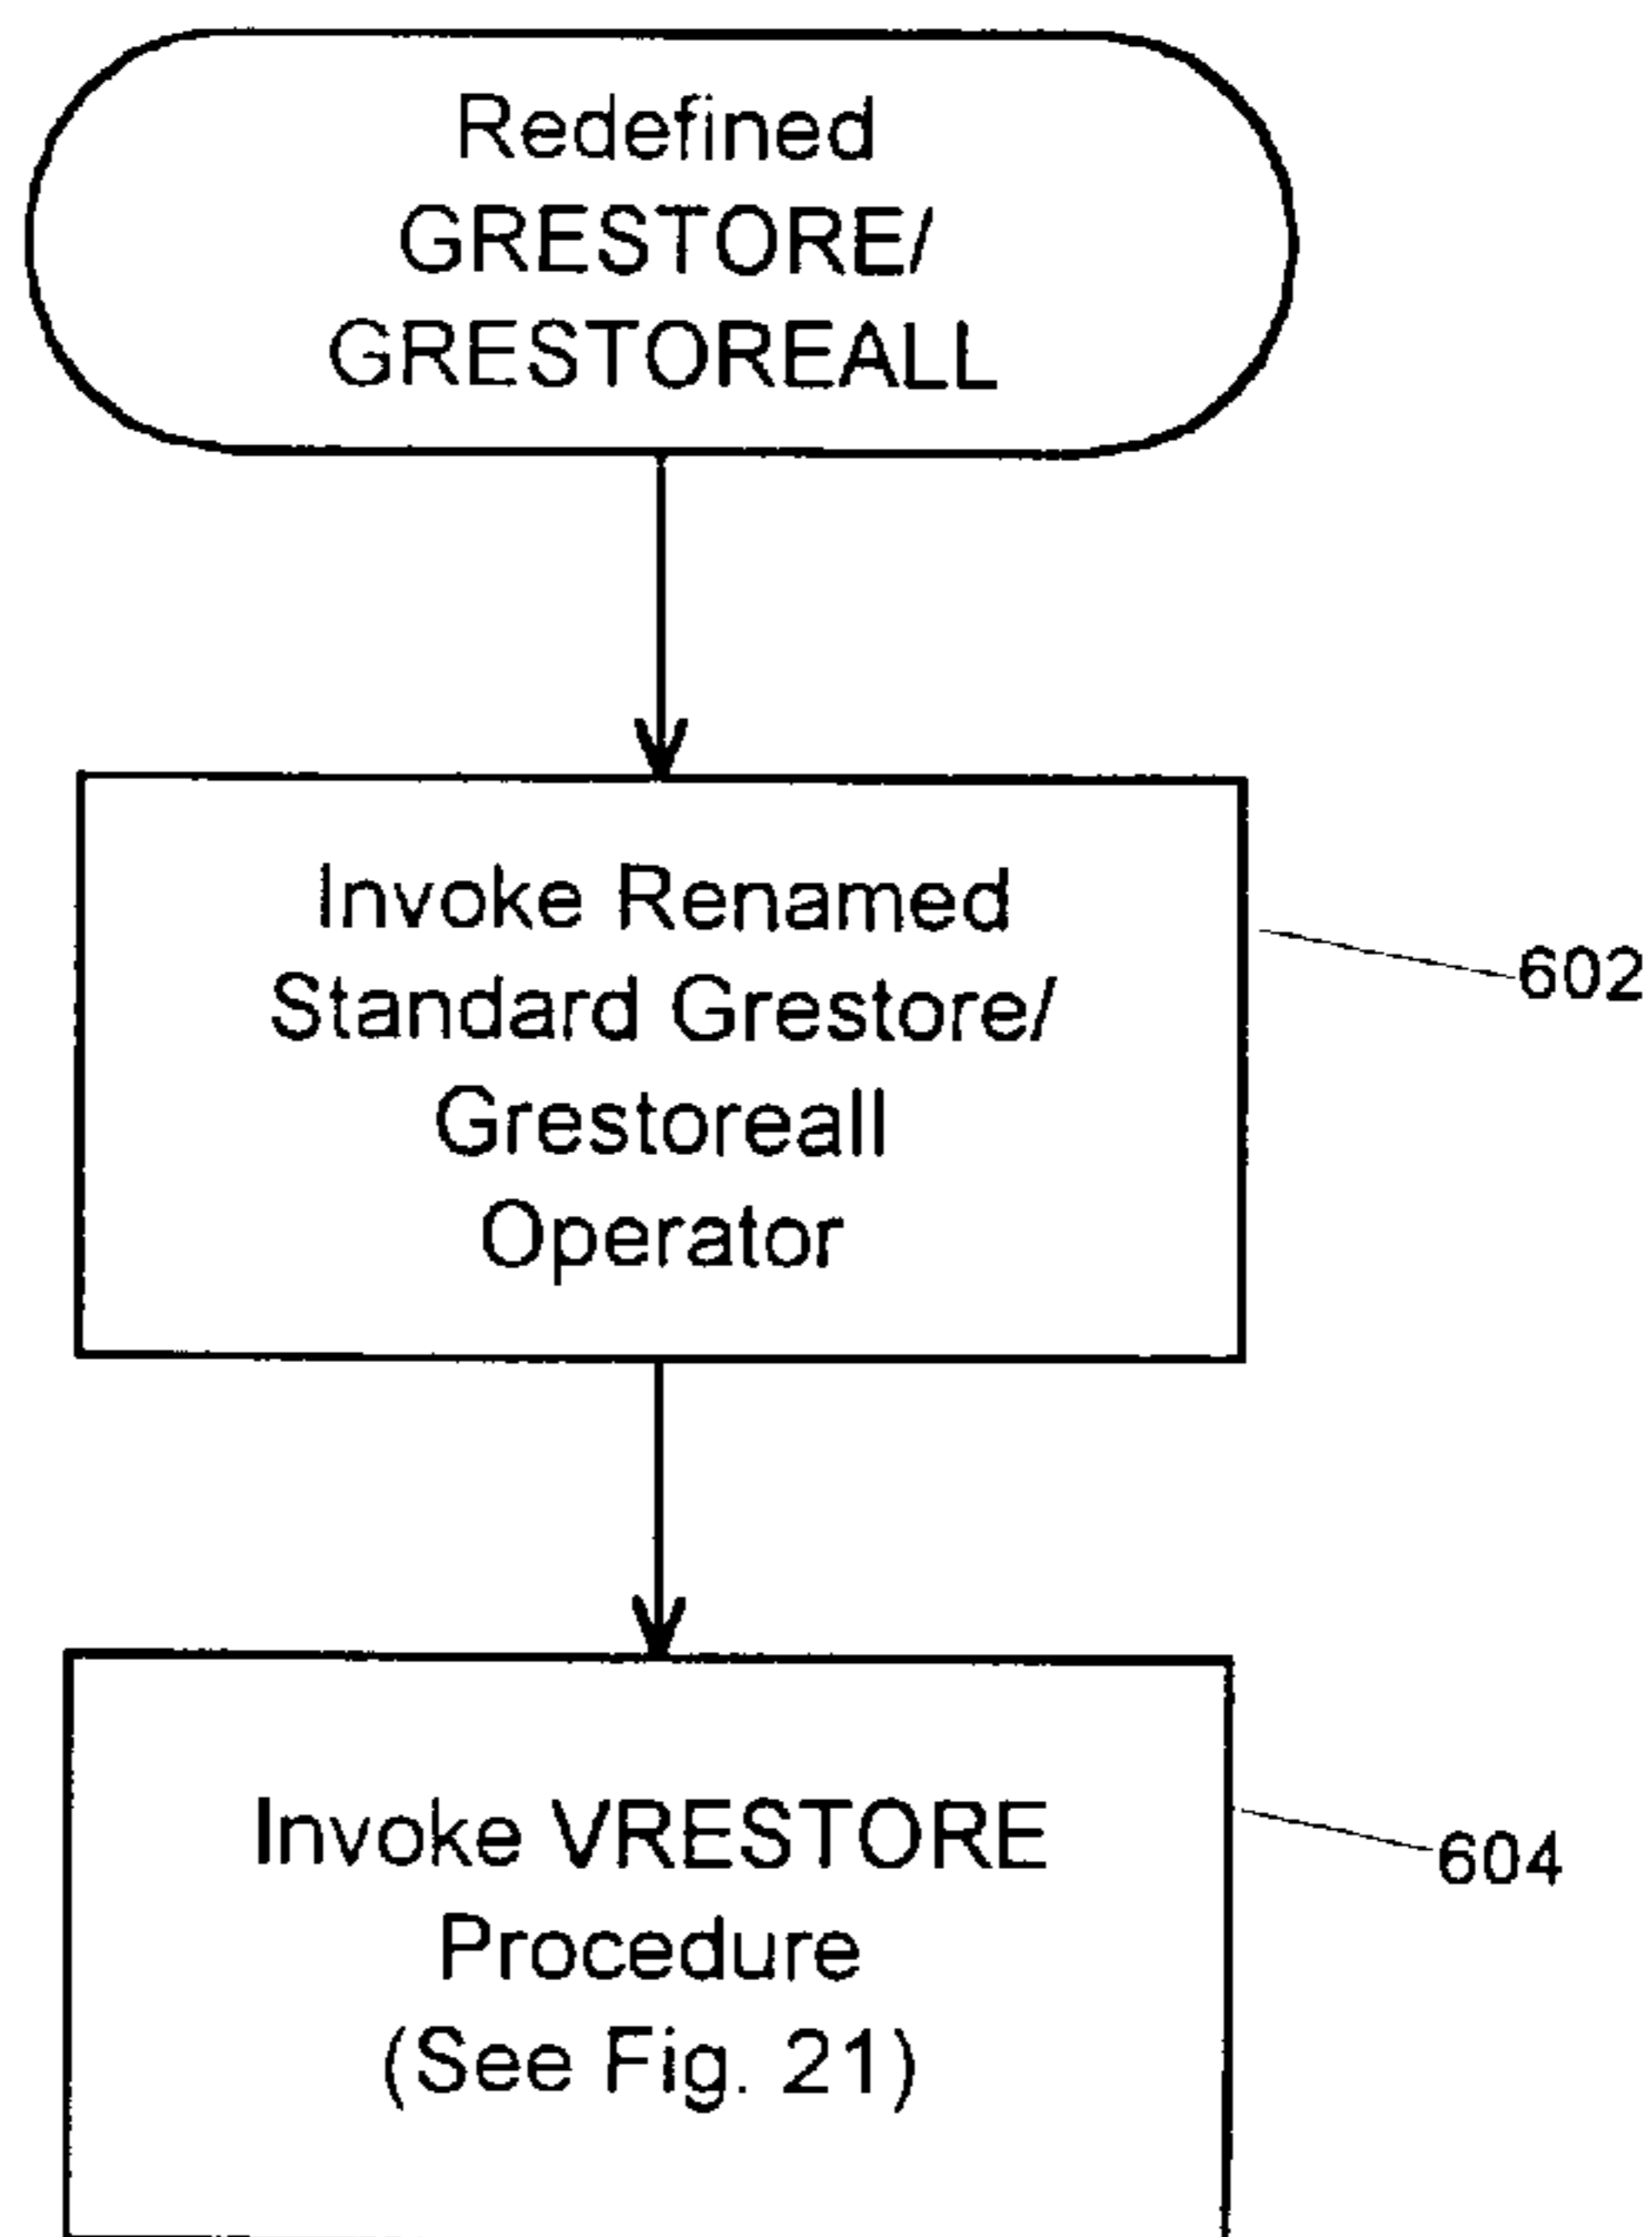 Redefined
GRESTORE/
GRESTOREALL
Invoke Renamed
Standard Grestore/
Grestoreall
Operator
602
Invoke VRESTORE
Procedure
(See Fig. 21)
604